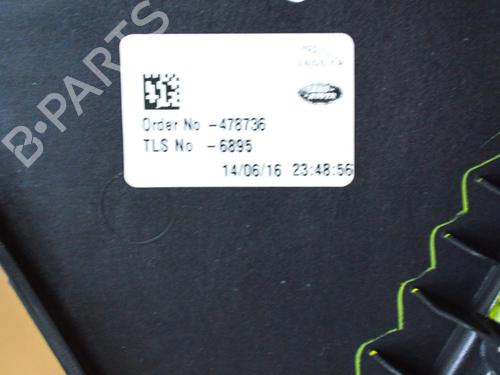 Order No -478736
TLS No -6895
14/06/16 23:48:56
B-PARTS